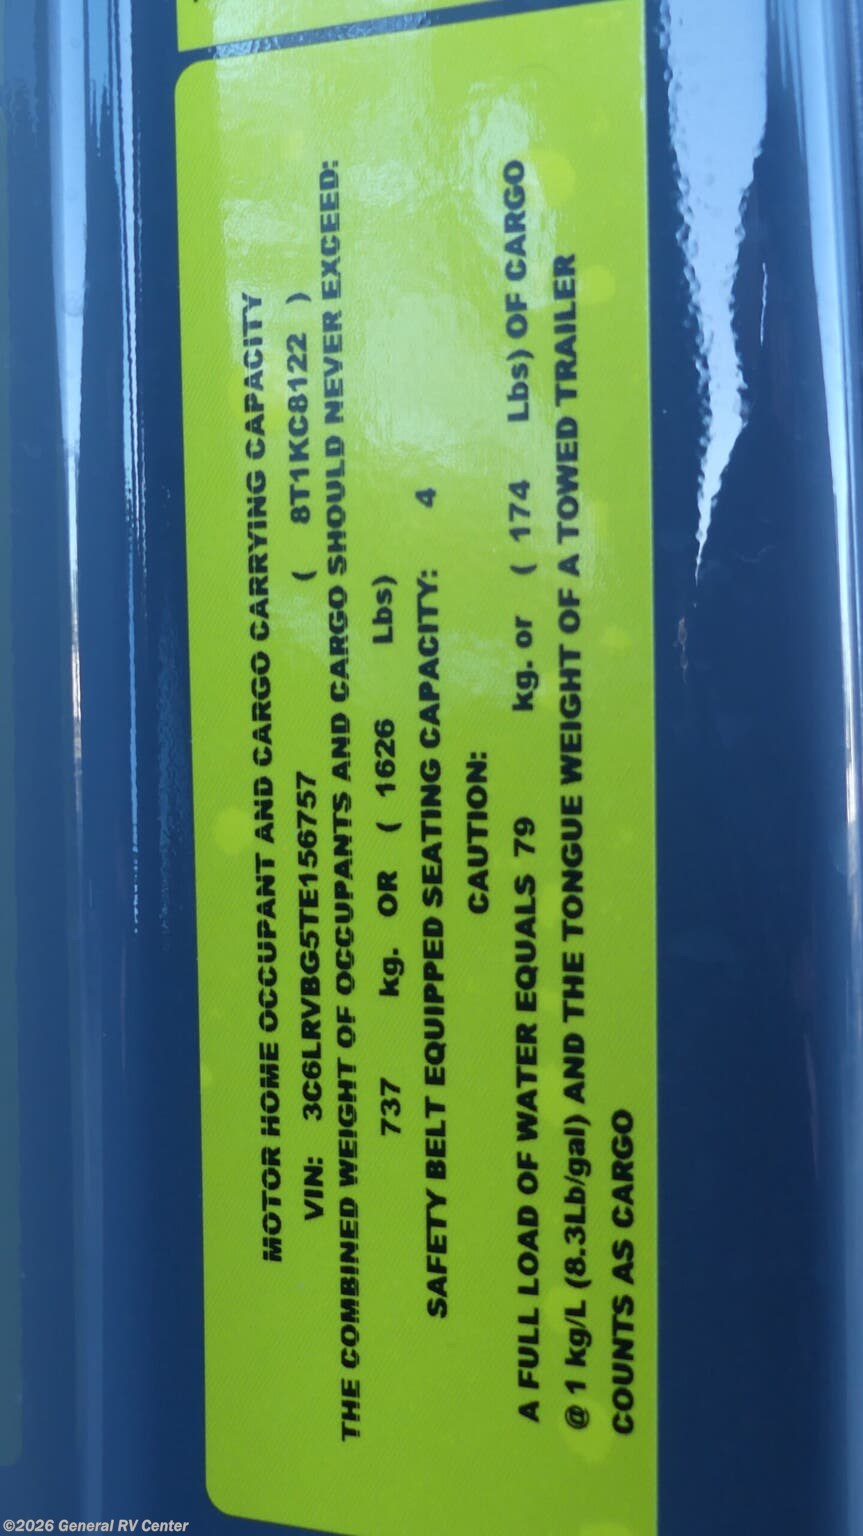 MOTOR HOME OCCUPANT AND CARGO CARRYING CAPACITY
VIN: 3C6LRVBG5TE156757 ( 8T1KC8122 )
THE COMBINED WEIGHT OF OCCUPANTS AND CARGO SHOULD NEVER EXCEED:
737 kg. OR ( 1626 Lbs)
SAFETY BELT EQUIPPED SEATING CAPACITY: 4
CAUTION:
A FULL LOAD OF WATER EQUALS 79 kg. or ( 174 Lbs) OF CARGO
@ 1 kg/L (8.3Lb/gal) AND THE TONGUE WEIGHT OF A TOWED TRAILER
COUNTS AS CARGO
©2026 General RV Center